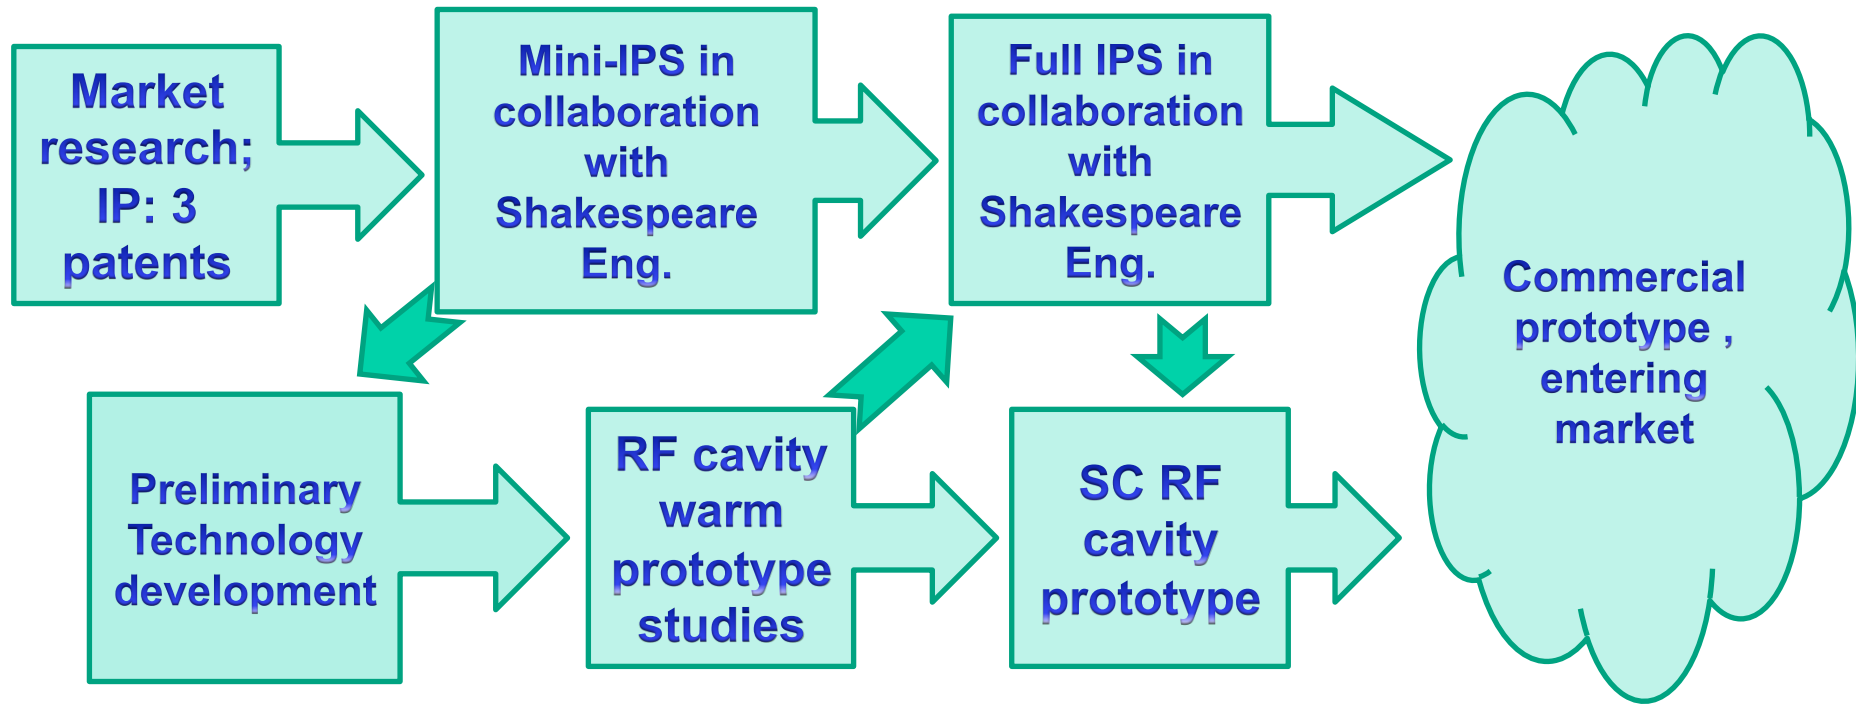 Market
research;
IP: 3
patents
Mini-IPS in
collaboration
with
Shakespeare
Eng.
Full IPS in
collaboration
with
Shakespeare
Eng.
Commercial
prototype ,
entering
market
Preliminary
Technology
development
RF cavity
warm
prototype
studies
SC RF
cavity
prototype